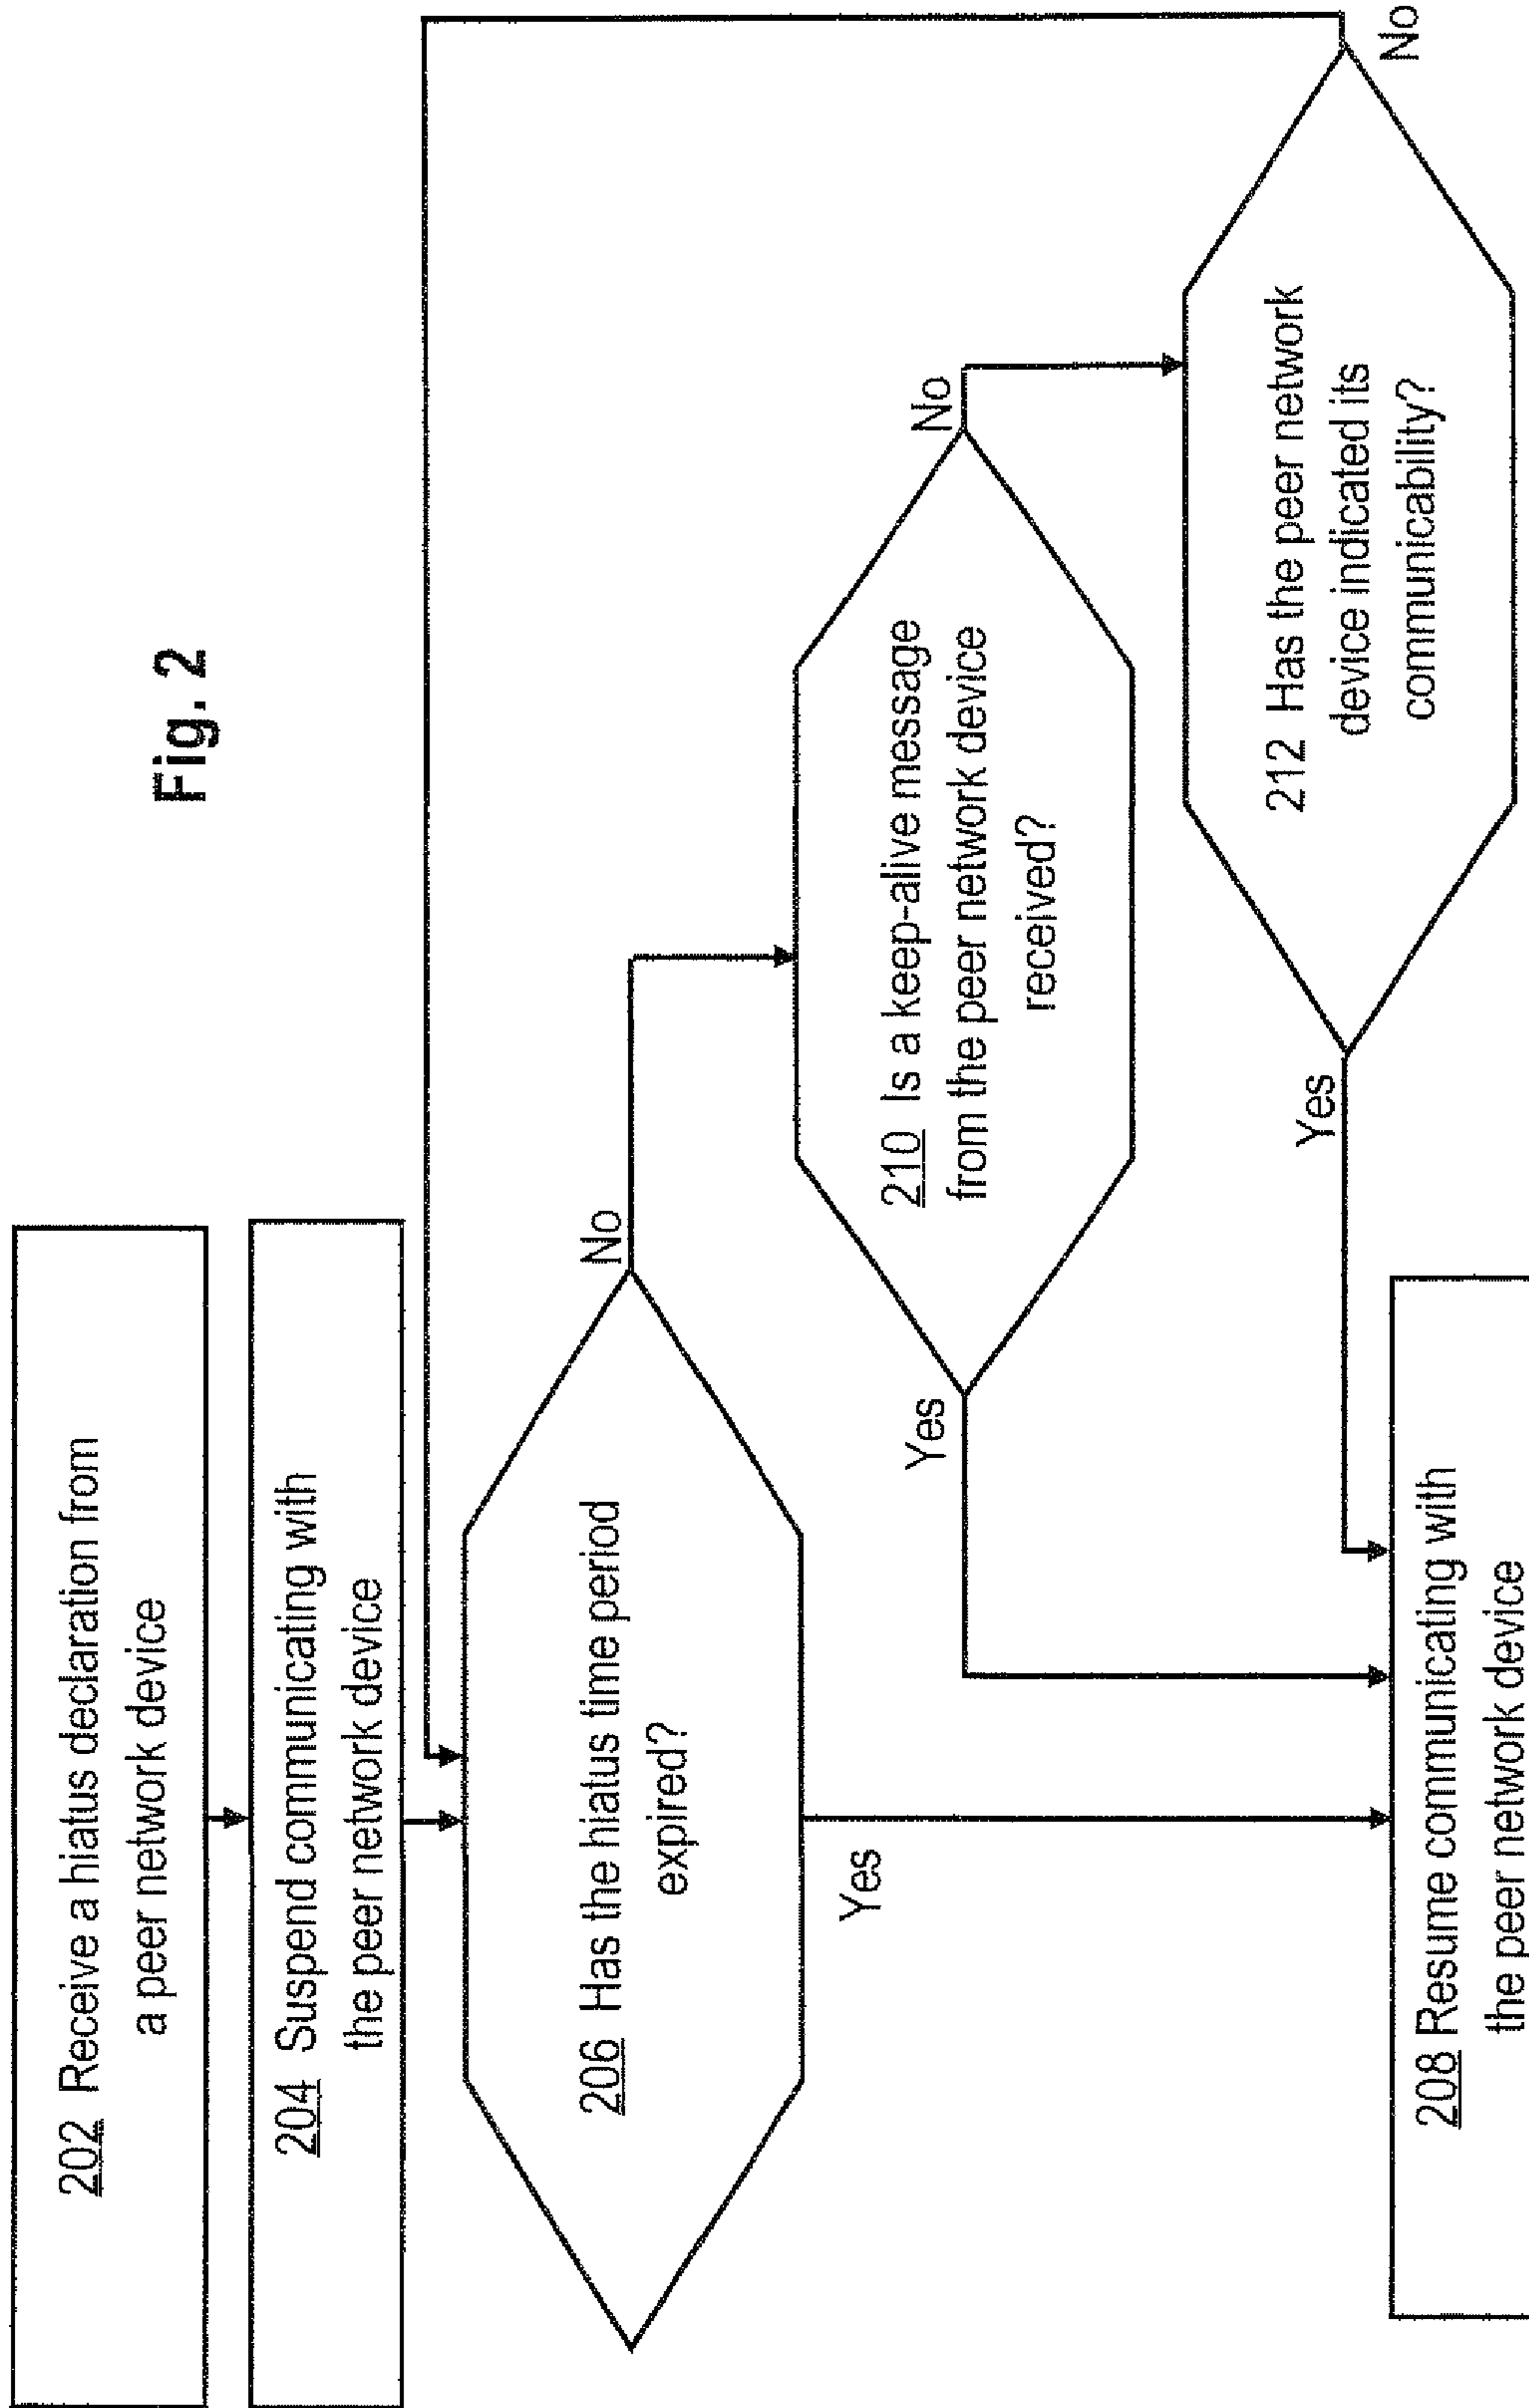 Fig. 2
202 Receive a hiatus declaration from
a peer network device
204 Suspend communicating with
the peer network device
206 Has the hiatus time period
expired?
No
Yes
210 Is a keep-alive message
from the peer network device
received?
No
Yes
212 Has the peer network
device indicated its
communicability?
No
Yes
208 Resume communicating with
the peer network device